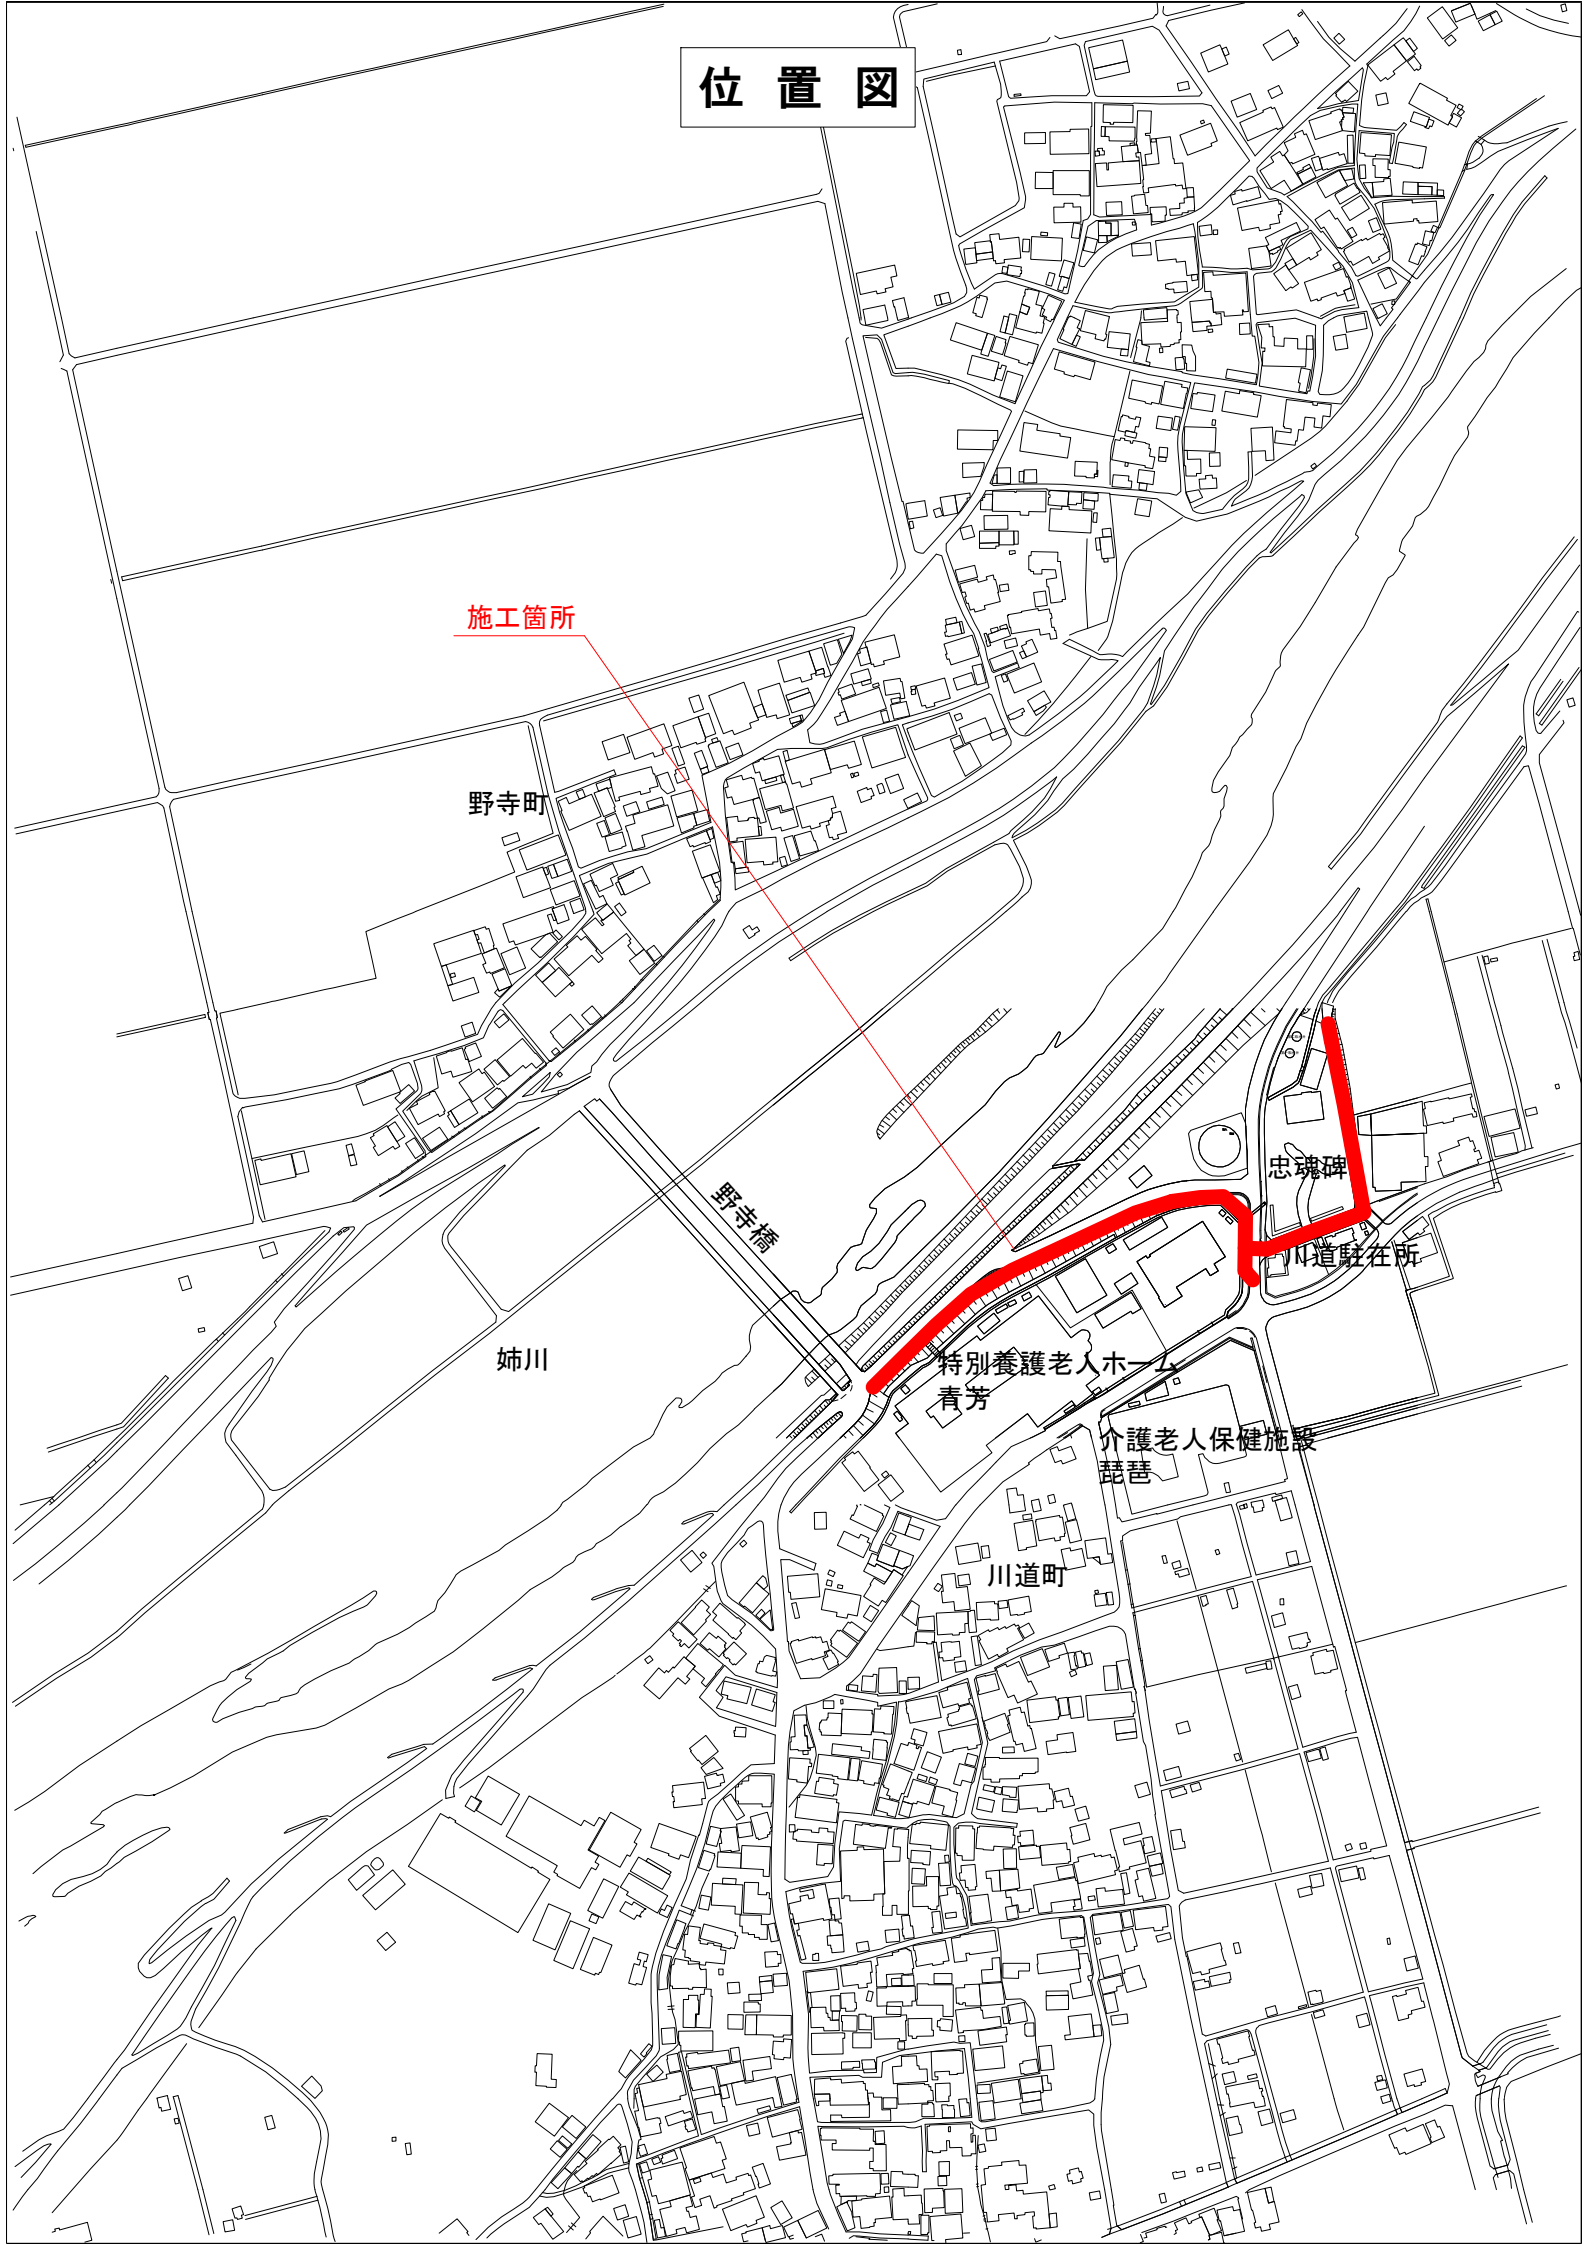 位置図
施工箇所
野寺町
忠魂碑
野寺橋
川道駐在所
姉川
特別養護老人ホーム
青芳
介護老人保健施設
琵琶
川道町